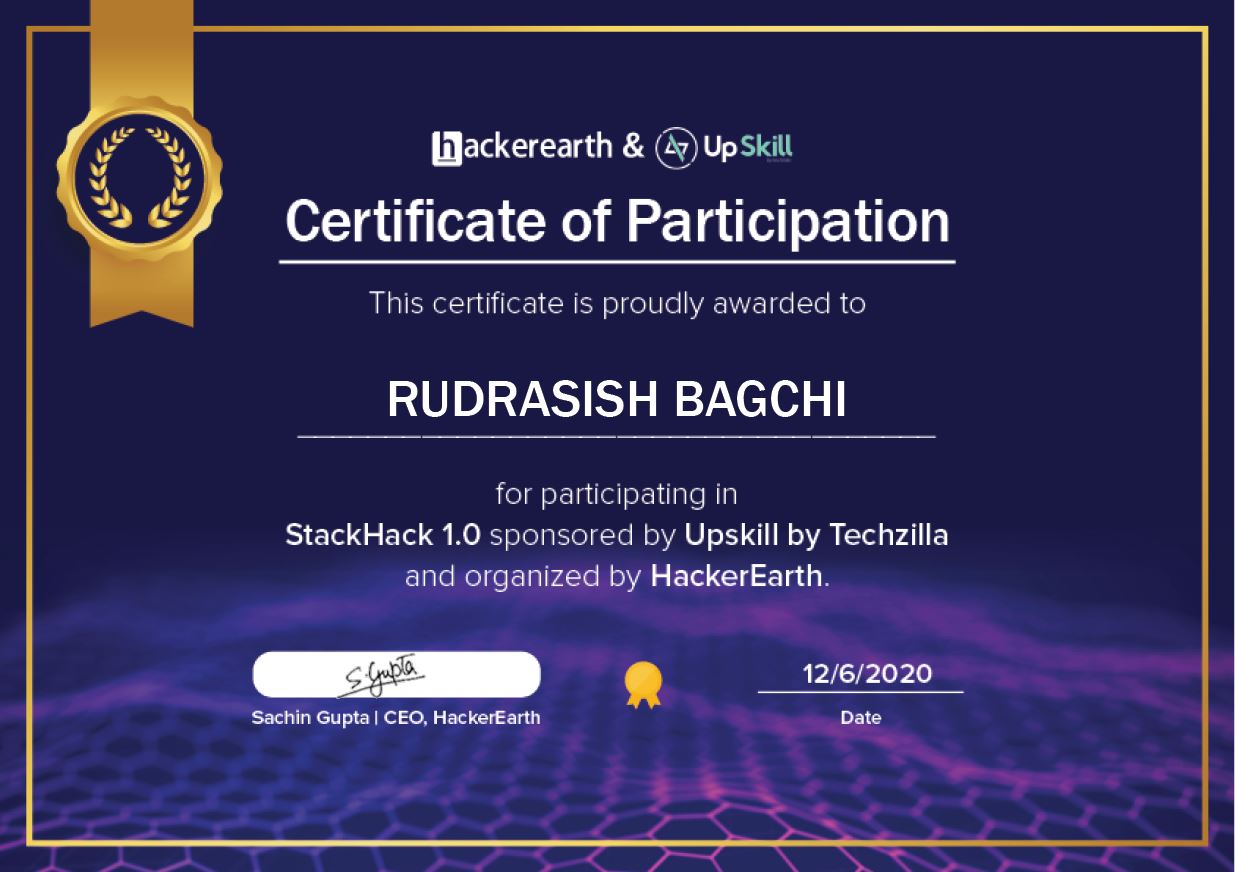 hackerearth & UpSkill
Certificate of Participation
This certificate is proudly awarded to
RUDRASISH BAGCHI
for participating in
StackHack 1.0 sponsored by Upskill by Techzilla
and organized by HackerEarth.
S.Gupta
12/6/2020
Sachin Gupta | CEO, HackerEarth
Date